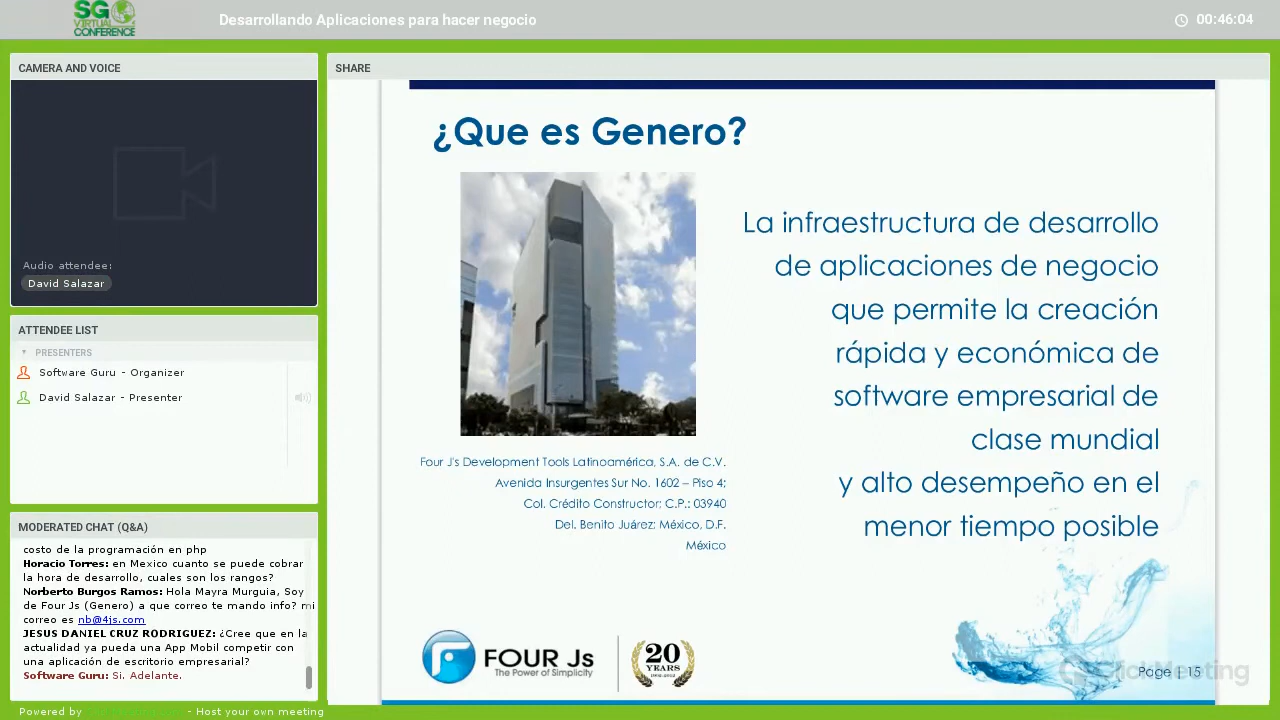 SG
VIRTUAL
CONFERENCE
Desarrollando Aplicaciones para hacer negocio
00:46:04
CAMERA AND VOICE
Audio attendee:
David Salazar
ATTENDEE LIST
PRESENTERS
Software Guru - Organizer
David Salazar - Presenter
MODERATED CHAT (Q&A)
costo de la programación en php
Horacio Torres: en Mexico cuanto se puede cobrar
la hora de desarrollo, cuales son los rangos?
Norberto Burgos Ramos: Hola Mayra Murguia, Soy
de Four Js (Genero) a que correo te mando info? mi
correo es nb@4js.com
JESUS DANIEL CRUZ RODRIGUEZ: ¿Cree que en la
actualidad ya pueda una App Mobil competir con
una aplicación de escritorio empresarial?
Software Guru: Si. Adelante.
Powered by
- Host your own meeting
SHARE
¿Que es Genero?
La infraestructura de desarrollo
de aplicaciones de negocio
que permite la creación
rápida y económica de
software empresarial de
clase mundial
y alto desempeño en el
menor tiempo posible
Four J's Development Tools Latinoamérica, S.A. de C.V.
Avenida Insurgentes Sur No. 1602 – Piso 4;
Col. Crédito Constructor; C.P.: 03940
Del. Benito Juárez; México, D.F.
México
FOUR Js
The Power of Simplicity
20
YEARS
Page | 15